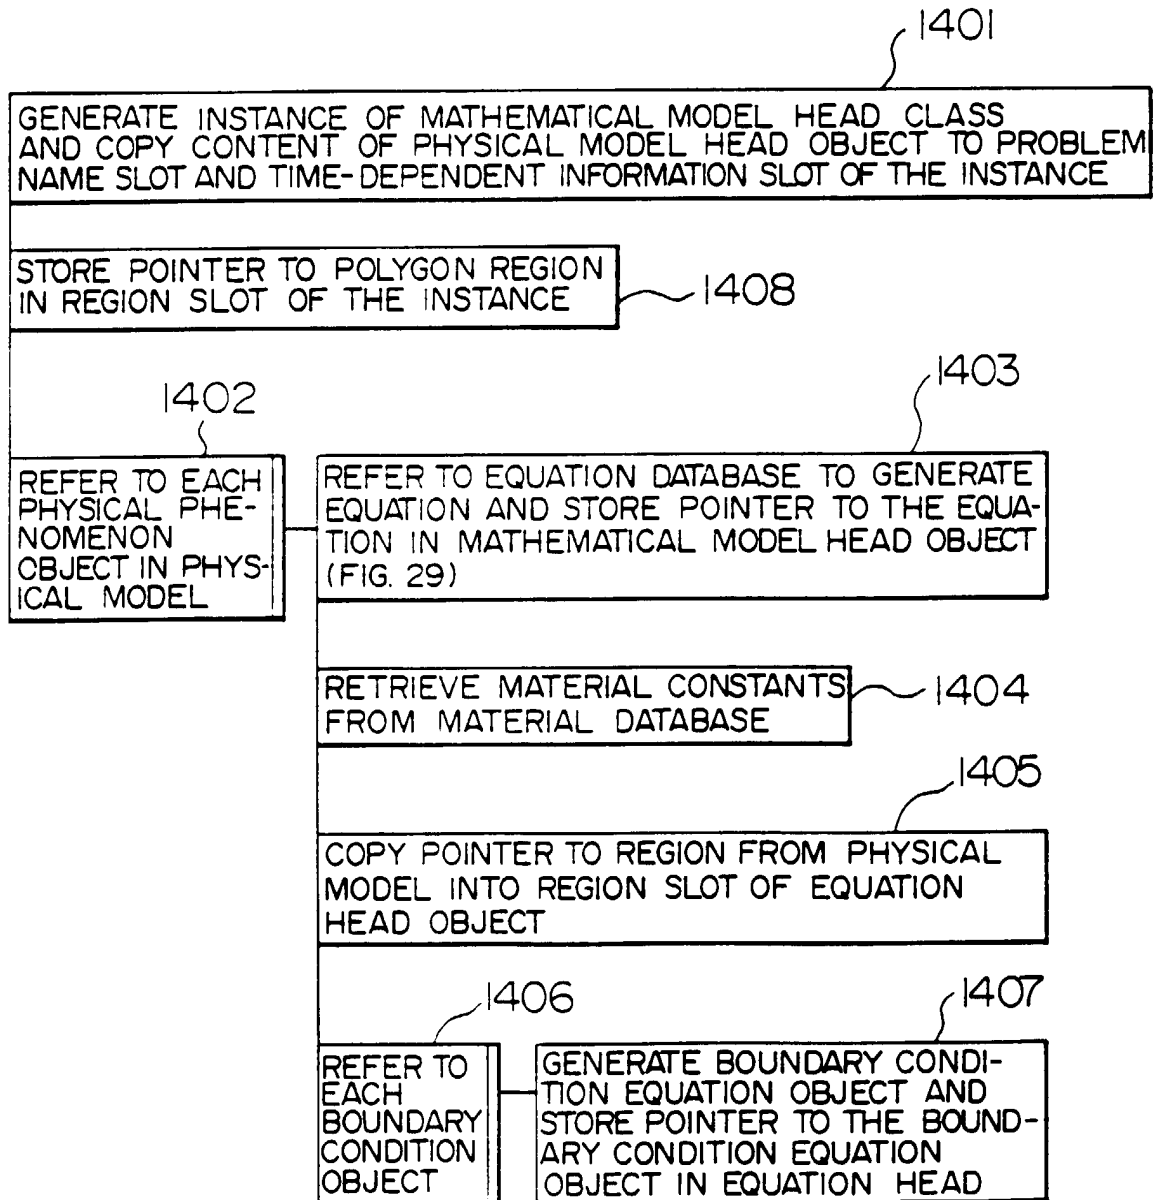 1401
GENERATE INSTANCE OF MATHEMATICAL MODEL HEAD CLASS
AND COPY CONTENT OF PHYSICAL MODEL HEAD OBJECT TO PROBLEM
NAME SLOT AND TIME-DEPENDENT INFORMATION SLOT OF THE INSTANCE
STORE POINTER TO POLYGON REGION
IN REGION SLOT OF THE INSTANCE
1408
1402
REFER TO EACH
PHYSICAL PHE-
NOMENON
OBJECT IN PHYS-
ICAL MODEL
1403
REFER TO EQUATION DATABASE TO GENERATE
EQUATION AND STORE POINTER TO THE EQUA-
TION IN MATHEMATICAL MODEL HEAD OBJECT
(FIG. 29)
RETRIEVE MATERIAL CONSTANTS
FROM MATERIAL DATABASE
1404
1405
COPY POINTER TO REGION FROM PHYSICAL
MODEL INTO REGION SLOT OF EQUATION
HEAD OBJECT
1406
REFER TO
EACH
BOUNDARY
CONDITION
OBJECT
1407
GENERATE BOUNDARY CONDI-
TION EQUATION OBJECT AND
STORE POINTER TO THE BOUND-
ARY CONDITION EQUATION
OBJECT IN EQUATION HEAD